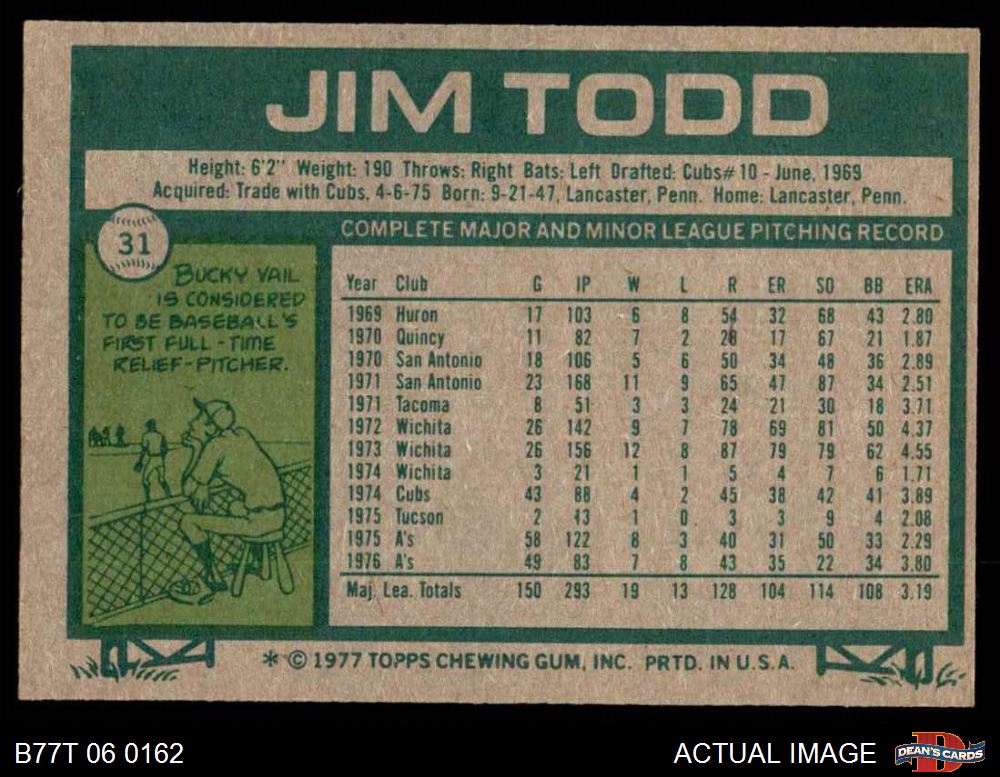 JIM TODD
Height: 6'2" Weight: 190 Throws: Right Bats: Left Drafted: Cubs #10 - June, 1969
Acquired: Trade with Cubs, 4-6-75 Born: 9-21-47, Lancaster, Penn. Home: Lancaster, Penn.
31
BUCKY VAIL
IS CONSIDERED
TO BE BASEBALL'S
FIRST FULL-TIME
RELIEF-PITCHER.
COMPLETE MAJOR AND MINOR LEAGUE PITCHING RECORD
Year Club G IP W L R ER SO BB ERA
1969 Huron 17 103 6 8 54 32 68 43 2.80
1970 Quincy 11 82 7 2 28 17 67 21 1.87
1970 San Antonio 18 106 5 6 50 34 48 36 2.89
1971 San Antonio 23 168 11 9 65 47 87 34 2.51
1971 Tacoma 8 51 3 3 24 21 30 18 3.71
1972 Wichita 26 142 9 7 78 69 81 50 4.37
1973 Wichita 26 156 12 8 87 79 79 62 4.55
1974 Wichita 3 21 1 1 5 4 7 6 1.71
1974 Cubs 43 88 4 2 45 38 42 41 3.89
1975 Tucson 2 13 1 0 3 3 9 4 2.08
1975 A's 58 122 8 3 40 31 50 33 2.29
1976 A's 49 83 7 8 43 35 22 34 3.80
Maj. Lea. Totals 150 293 19 13 128 104 114 108 3.19
* © 1977 TOPPS CHEWING GUM, INC. PRTD. IN U.S.A.
B77T 06 0162
ACTUAL IMAGE
D
DEAN'S CARDS